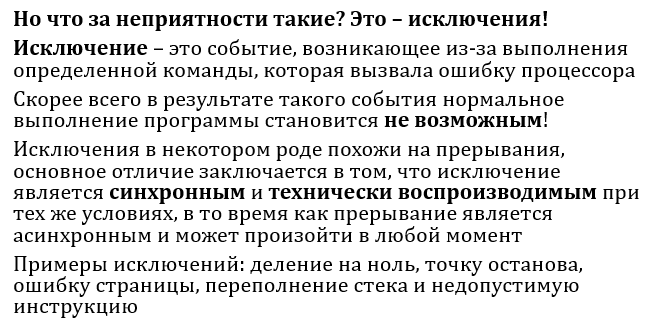 Но что за неприятности такие? Это – исключения!
Исключение – это событие, возникающее из-за выполнения
определенной команды, которая вызвала ошибку процессора
Скорее всего в результате такого события нормальное
выполнение программы становится не возможным!
Исключения в некотором роде похожи на прерывания,
основное отличие заключается в том, что исключение
является синхронным и технически воспроизводимым при
тех же условиях, в то время как прерывание является
асинхронным и может произойти в любой момент
Примеры исключений: деление на ноль, точку останова,
ошибку страницы, переполнение стека и недопустимую
инструкцию